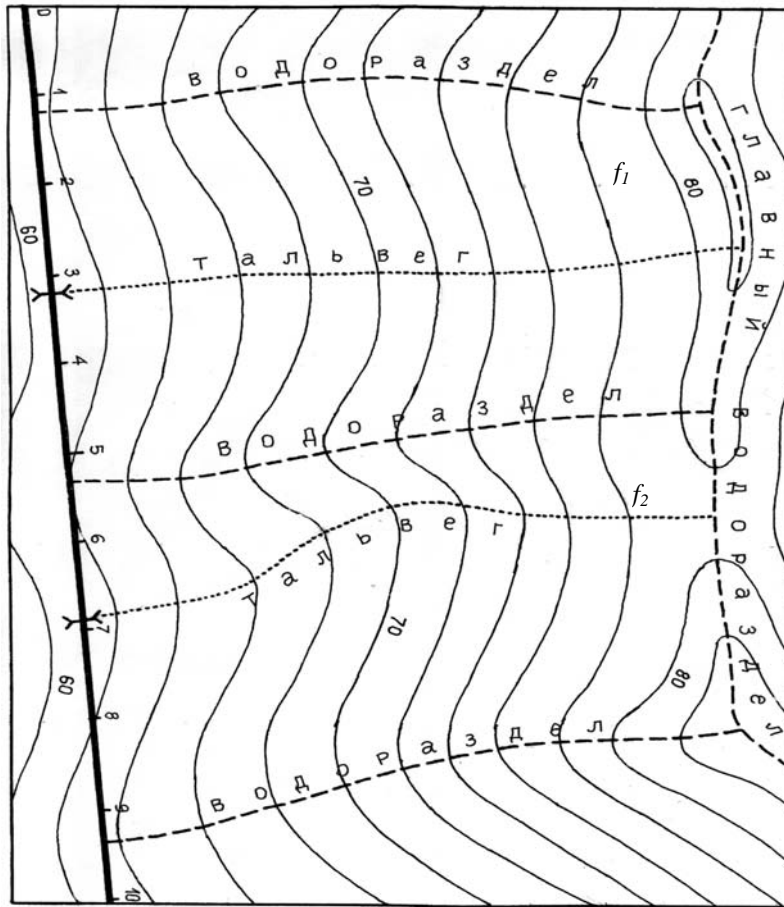 0
водораздел
1
главный водораздел
f₁
2
70
80
60
тальвег
3
4
водораздел
5
f₂
6
тальвег
7
70
80
60
8
водораздел
9
10